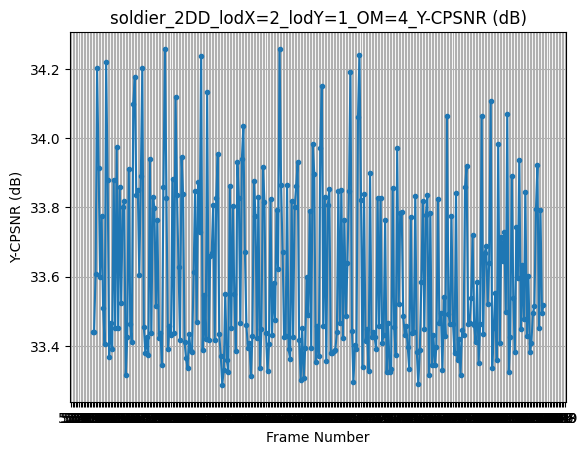 soldier_2DD_lodX=2_lodY=1_OM=4_Y-CPSNR (dB)
Y-CPSNR (dB)
34.2
34.0
33.8
33.6
33.4
Frame Number